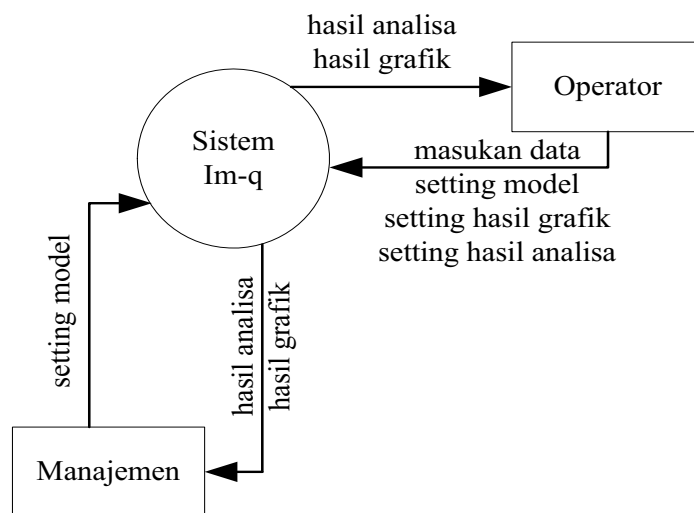 hasil analisa
hasil grafik
Operator
Sistem
Im-q
masukan data
setting model
setting hasil grafik
setting hasil analisa
setting model
hasil analisa
hasil grafik
Manajemen